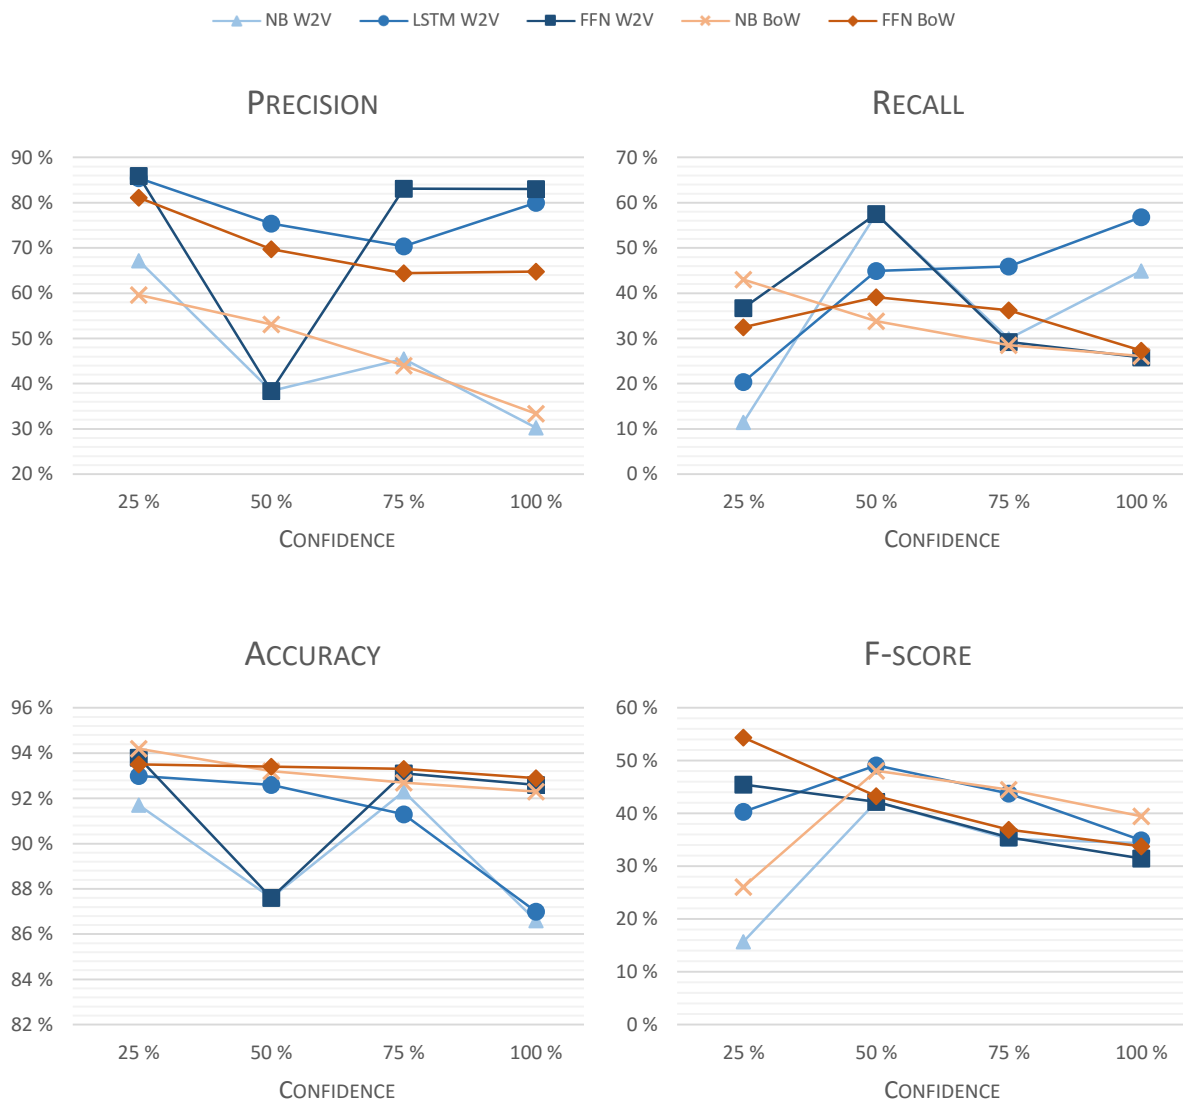 NB W2V LSTM W2V FFN W2V NB BoW FFN BoW
PRECISION
90 %
80 %
70 %
60 %
50 %
40 %
30 %
20 %
25 % 50 % 75 % 100 %
CONFIDENCE
RECALL
70 %
60 %
50 %
40 %
30 %
20 %
10 %
0 %
25 % 50 % 75 % 100 %
CONFIDENCE
ACCURACY
96 %
94 %
92 %
90 %
88 %
86 %
84 %
82 %
25 % 50 % 75 % 100 %
CONFIDENCE
F-SCORE
60 %
50 %
40 %
30 %
20 %
10 %
0 %
25 % 50 % 75 % 100 %
CONFIDENCE